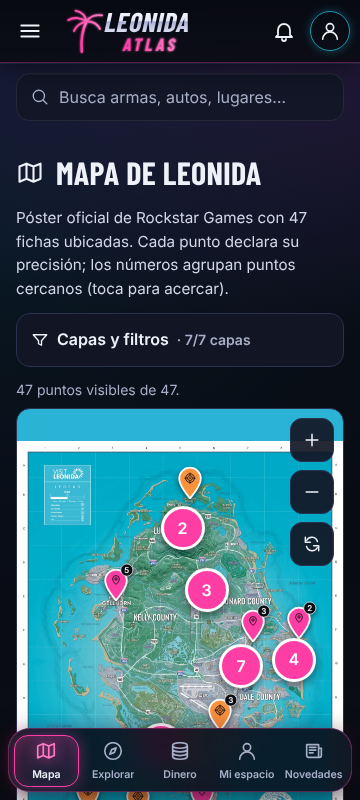 LEONIDA
ATLAS
Busca armas, autos, lugares...
MAPA DE LEONIDA
Póster oficial de Rockstar Games con 47
fichas ubicadas. Cada punto declara su
precisión; los números agrupan puntos
cercanos (toca para acercar).
Capas y filtros · 7/7 capas
47 puntos visibles de 47.
VISIT
LEONIDA
2
3
5
KELLY COUNTY
3
2
7
4
3
Mapa
Explorar
Dinero
Mi espacio
Novedades